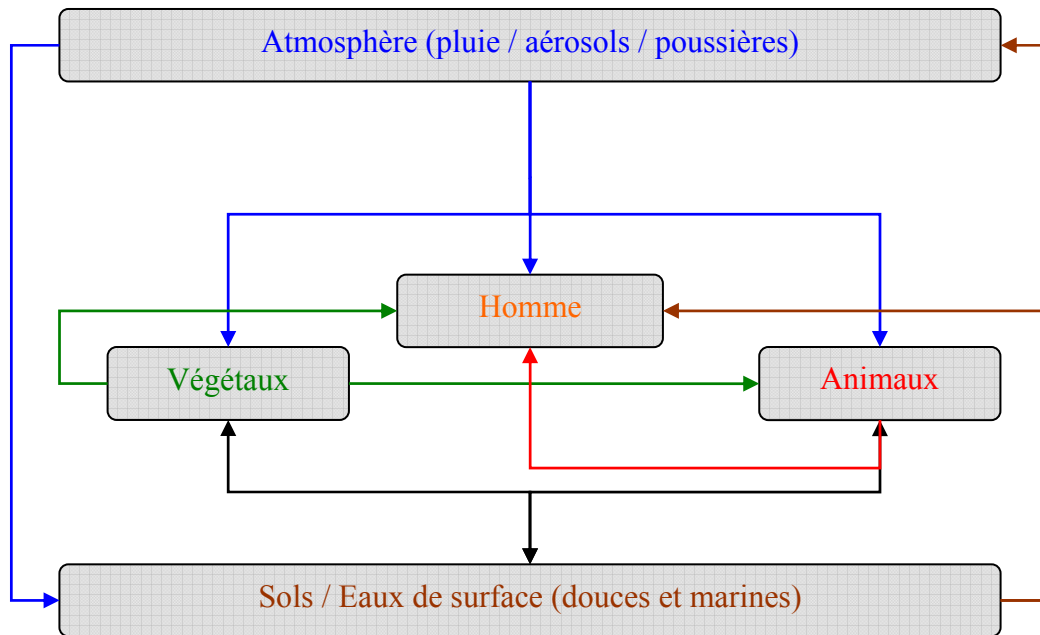 Atmosphère (pluie / aérosols / poussières)
Homme
Végétaux
Animaux
Sols / Eaux de surface (douces et marines)